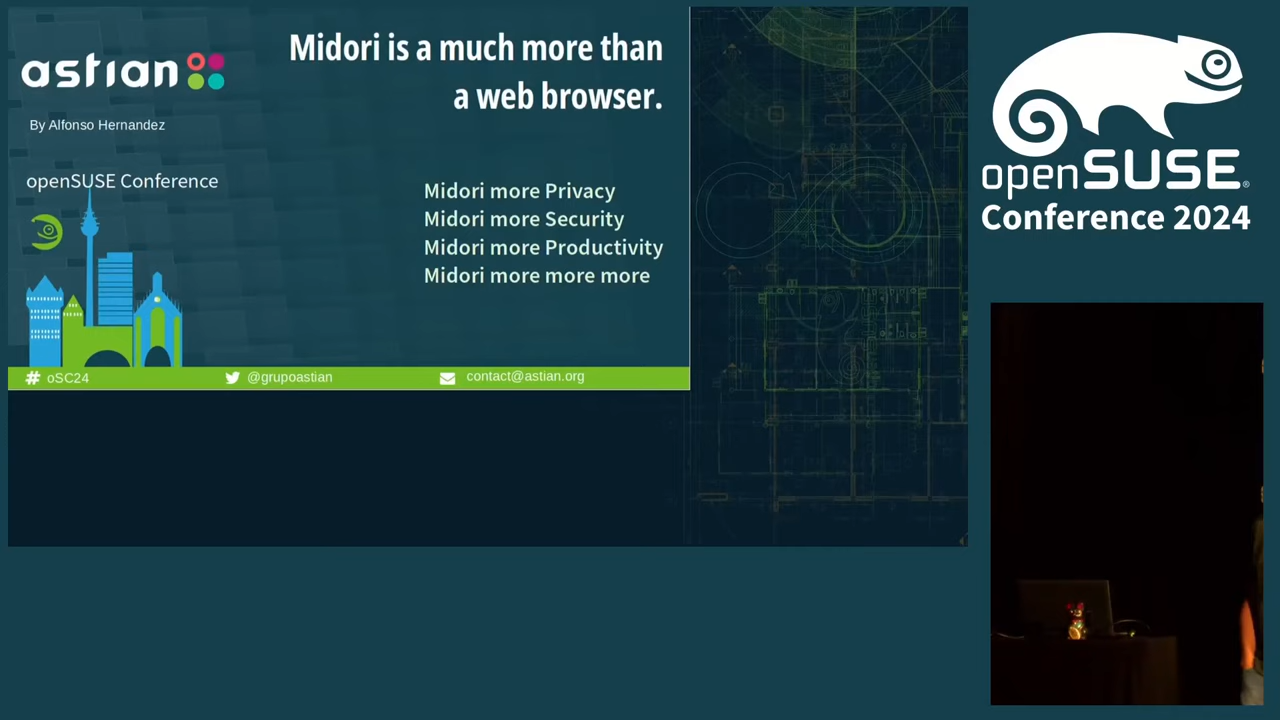 astian
By Alfonso Hernandez
Midori is a much more than
a web browser.
openSUSE Conference
Midori more Privacy
Midori more Security
Midori more Productivity
Midori more more more
# oSC24
@grupoastian
contact@astian.org
openSUSE®
Conference 2024